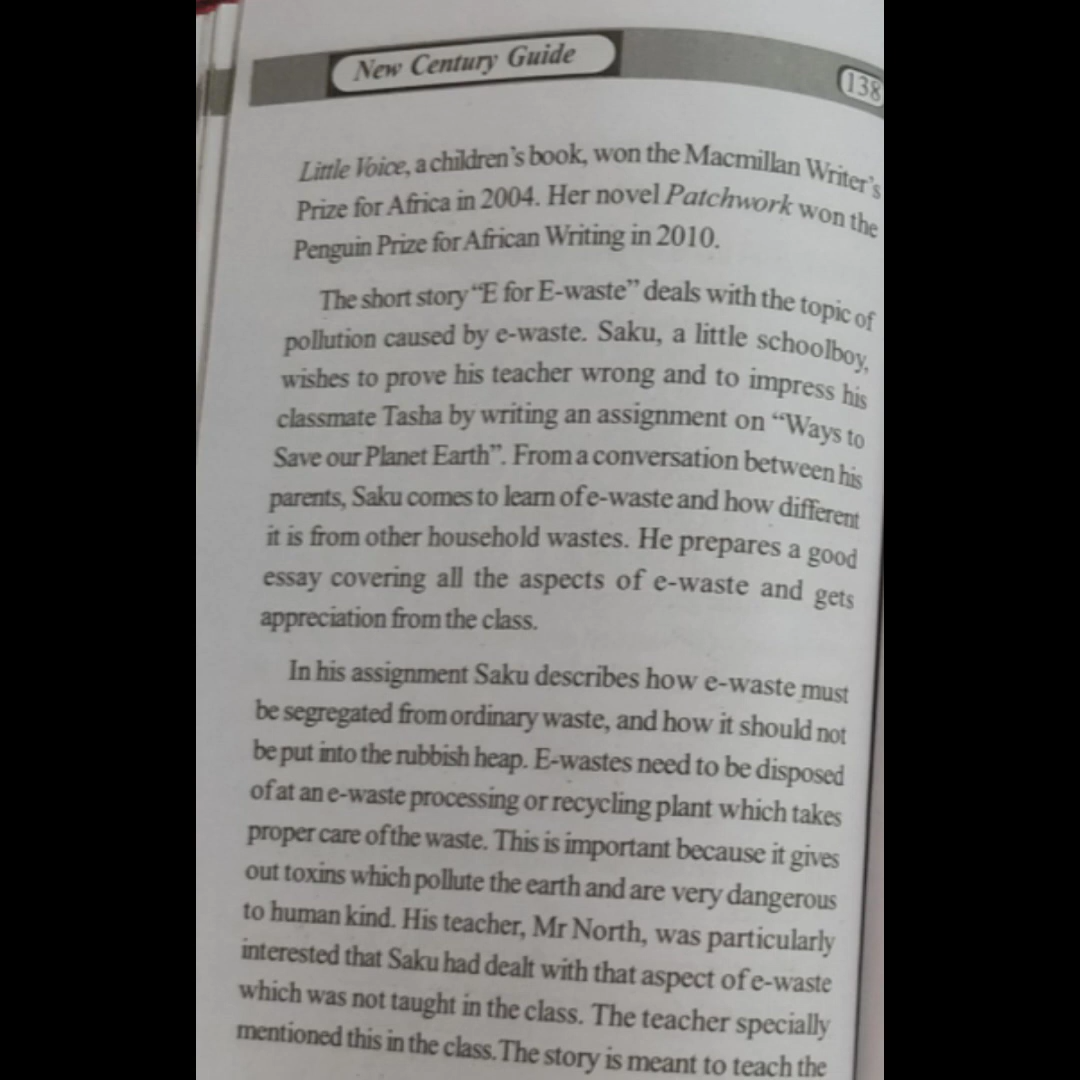 New Century Guide
138
Little Voice, a children's book, won the Macmillan Writer's
Prize for Africa in 2004. Her novel Patchwork won the
Penguin Prize for African Writing in 2010.
The short story "E for E-waste" deals with the topic of
pollution caused by e-waste. Saku, a little schoolboy,
wishes to prove his teacher wrong and to impress his
classmate Tasha by writing an assignment on "Ways to
Save our Planet Earth". From a conversation between his
parents, Saku comes to learn of e-waste and how different
it is from other household wastes. He prepares a good
essay covering all the aspects of e-waste and gets
appreciation from the class.
In his assignment Saku describes how e-waste must
be segregated from ordinary waste, and how it should not
be put into the rubbish heap. E-wastes need to be disposed
of at an e-waste processing or recycling plant which takes
proper care of the waste. This is important because it gives
out toxins which pollute the earth and are very dangerous
to human kind. His teacher, Mr North, was particularly
interested that Saku had dealt with that aspect of e-waste
which was not taught in the class. The teacher specially
mentioned this in the class. The story is meant to teach the